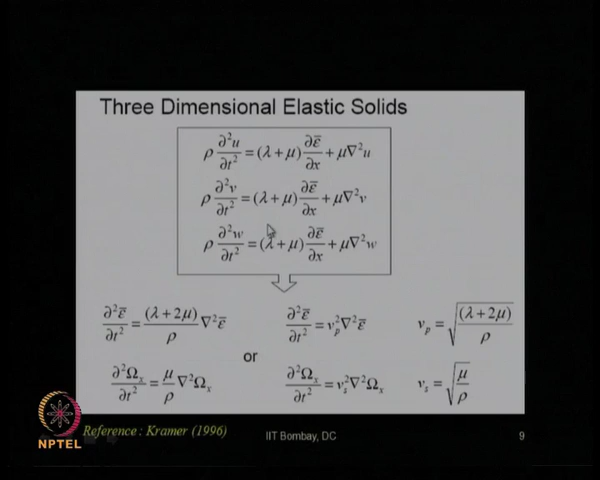 Three Dimensional Elastic Solids
ρ ∂²u/∂t² = (λ + μ) ∂ε̅/∂x + μ∇²u
ρ ∂²v/∂t² = (λ + μ) ∂ε̅/∂x + μ∇²v
ρ ∂²w/∂t² = (λ + μ) ∂ε̅/∂x + μ∇²w
∂²ε̅/∂t² = (λ + 2μ)/ρ ∇²ε̅ ∂²ε̅/∂t² = v_p²∇²ε̅ v_p = √((λ + 2μ)/ρ)
or
∂²Ω_x/∂t² = μ/ρ ∇²Ω_x ∂²Ω_x/∂t² = v_s²∇²Ω_x v_s = √(μ/ρ)
Reference : Kramer (1996)
IIT Bombay, DC
9
NPTEL